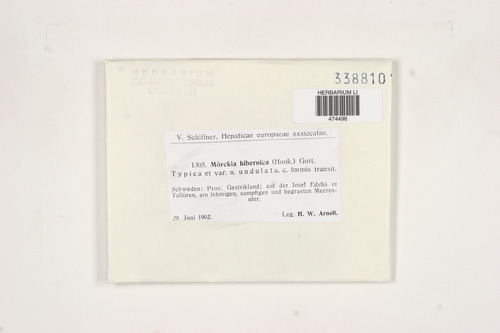 HERBARIUM
338810
HERBARIUM LI
474496
V. Schiffner. Hepaticae europaeae exsiccatae.
1305. Mörckia hibernica (Hook.) Gott.
Typica et var. n. undulata, c. formis transit.
Schweden: Prov. Gestrikland; auf der Insel Edshö in
Tallören, am lehmigen, sumpfigen und begrasten Meeres-
ufer.
29. Juni 1902. Leg. H. W. Arnell.